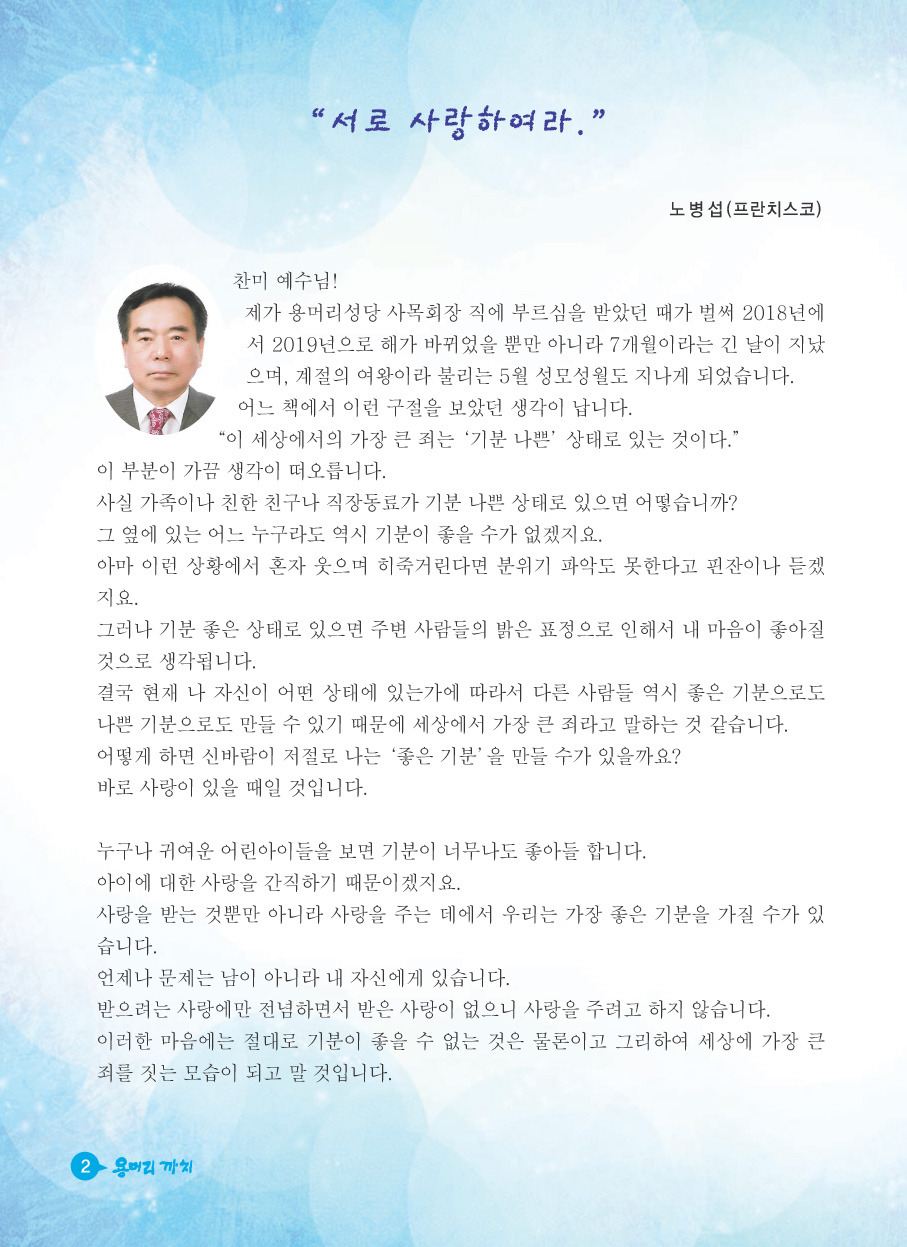 “서로 사랑하여라.”
노병섭(프란치스코)
찬미 예수님!
제가 용머리성당 사목회장 직에 부르심을 받았던 때가 벌써 2018년에
서 2019년으로 해가 바뀌었을 뿐만 아니라 7개월이라는 긴 날이 지났
으며, 계절의 여왕이라 불리는 5월 성모성월도 지나게 되었습니다.
어느 책에서 이런 구절을 보았던 생각이 납니다.
“이 세상에서의 가장 큰 죄는 ‘기분 나쁜’ 상태로 있는 것이다.”
이 부분이 가끔 생각이 떠오릅니다.
사실 가족이나 친한 친구나 직장동료가 기분 나쁜 상태로 있으면 어떻습니까?
그 옆에 있는 어느 누구라도 역시 기분이 좋을 수가 없겠지요.
아마 이런 상황에서 혼자 웃으며 히죽거린다면 분위기 파악도 못한다고 핀잔이나 듣겠
지요.
그러나 기분 좋은 상태로 있으면 주변 사람들의 밝은 표정으로 인해서 내 마음이 좋아질
것으로 생각됩니다.
결국 현재 나 자신이 어떤 상태에 있는가에 따라서 다른 사람들 역시 좋은 기분으로도
나쁜 기분으로도 만들 수 있기 때문에 세상에서 가장 큰 죄라고 말하는 것 같습니다.
어떻게 하면 신바람이 저절로 나는 ‘좋은 기분’을 만들 수가 있을까요?
바로 사랑이 있을 때일 것입니다.
누구나 귀여운 어린아이들을 보면 기분이 너무나도 좋아들 합니다.
아이에 대한 사랑을 간직하기 때문이겠지요.
사랑을 받는 것뿐만 아니라 사랑을 주는 데에서 우리는 가장 좋은 기분을 가질 수가 있
습니다.
언제나 문제는 남이 아니라 내 자신에게 있습니다.
받으려는 사랑에만 전념하면서 받은 사랑이 없으니 사랑을 주려고 하지 않습니다.
이러한 마음에는 절대로 기분이 좋을 수 없는 것은 물론이고 그리하여 세상에 가장 큰
죄를 짓는 모습이 되고 말 것입니다.
2 용머리 까치